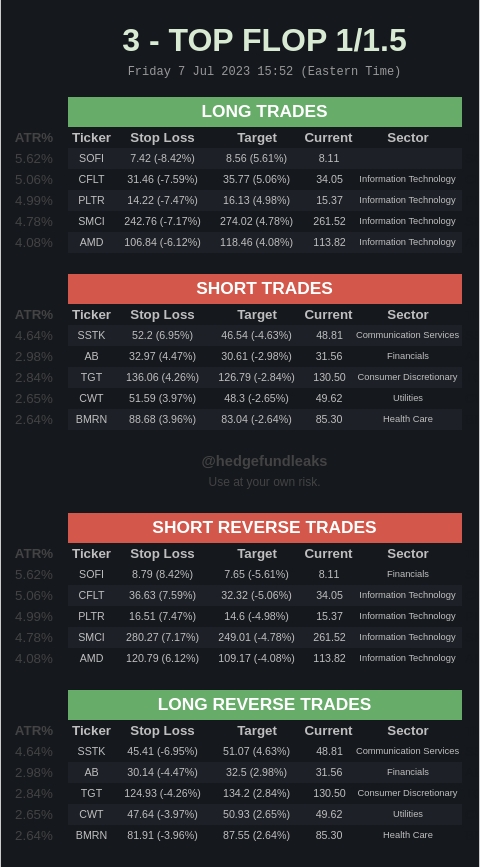 3 - TOP FLOP 1/1.5
Friday 7 Jul 2023 15:52 (Eastern Time)
LONG TRADES
ATR% Ticker Stop Loss Target Current Sector
5.62% SOFI 7.42 (-8.42%) 8.56 (5.61%) 8.11
5.06% CFLT 31.46 (-7.59%) 35.77 (5.06%) 34.05 Information Technology
4.99% PLTR 14.22 (-7.47%) 16.13 (4.98%) 15.37 Information Technology
4.78% SMCI 242.76 (-7.17%) 274.02 (4.78%) 261.52 Information Technology
4.08% AMD 106.84 (-6.12%) 118.46 (4.08%) 113.82 Information Technology
SHORT TRADES
ATR% Ticker Stop Loss Target Current Sector
4.64% SSTK 52.2 (6.95%) 46.54 (-4.63%) 48.81 Communication Services
2.98% AB 32.97 (4.47%) 30.61 (-2.98%) 31.56 Financials
2.84% TGT 136.06 (4.26%) 126.79 (-2.84%) 130.50 Consumer Discretionary
2.65% CWT 51.59 (3.97%) 48.3 (-2.65%) 49.62 Utilities
2.64% BMRN 88.68 (3.96%) 83.04 (-2.64%) 85.30 Health Care
@hedgefundleaks
Use at your own risk.
SHORT REVERSE TRADES
ATR% Ticker Stop Loss Target Current Sector
5.62% SOFI 8.79 (8.42%) 7.65 (-5.61%) 8.11 Financials
5.06% CFLT 36.63 (7.59%) 32.32 (-5.06%) 34.05 Information Technology
4.99% PLTR 16.51 (7.47%) 14.6 (-4.98%) 15.37 Information Technology
4.78% SMCI 280.27 (7.17%) 249.01 (-4.78%) 261.52 Information Technology
4.08% AMD 120.79 (6.12%) 109.17 (-4.08%) 113.82 Information Technology
LONG REVERSE TRADES
ATR% Ticker Stop Loss Target Current Sector
4.64% SSTK 45.41 (-6.95%) 51.07 (4.63%) 48.81 Communication Services
2.98% AB 30.14 (-4.47%) 32.5 (2.98%) 31.56 Financials
2.84% TGT 124.93 (-4.26%) 134.2 (2.84%) 130.50 Consumer Discretionary
2.65% CWT 47.64 (-3.97%) 50.93 (2.65%) 49.62 Utilities
2.64% BMRN 81.91 (-3.96%) 87.55 (2.64%) 85.30 Health Care